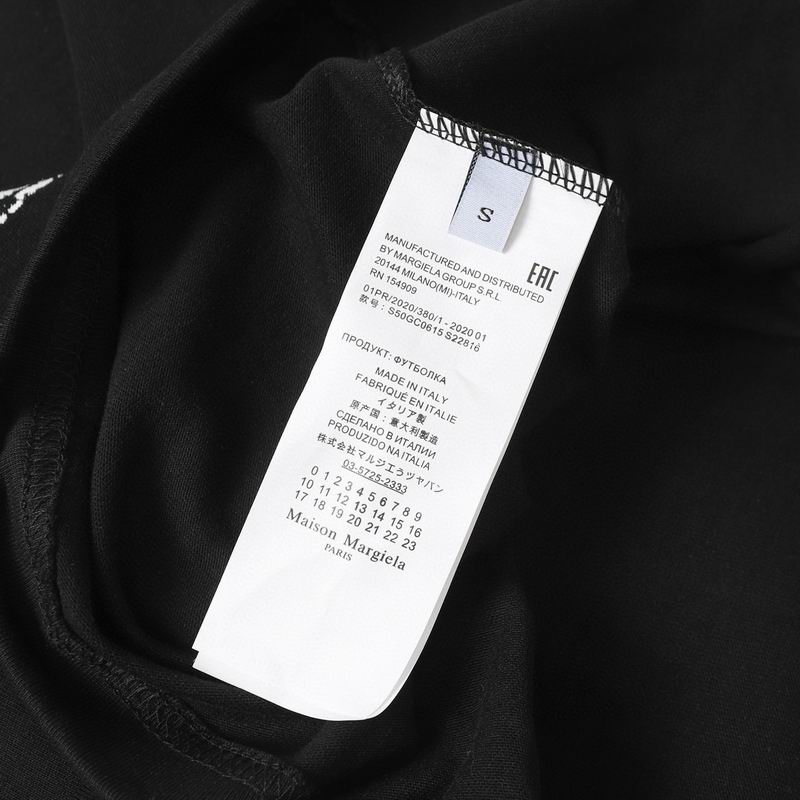 S
MANUFACTURED AND DISTRIBUTED
BY MARGIELA GROUP S.R.L.
20144 MILANO(MI)-ITALY
RN 154909
EAC
01PR/2020/380/1 - 2020 01
款号：S50GC0615 S22816
ПРОДУКТ: ФУТБОЛКА
MADE IN ITALY
FABRIQUÉ EN ITALIE
イタリア製
原产国：意大利製造
СДЕЛАНО В ИТАЛИИ
PRODUZIDO NA ITALIA
株式会社マルジエラヅャパン
03-5725-2333
0 1 2 3 4 5 6 7 8 9
10 11 12 13 14 15 16
17 18 19 20 21 22 23
Maison Margiela
PARIS